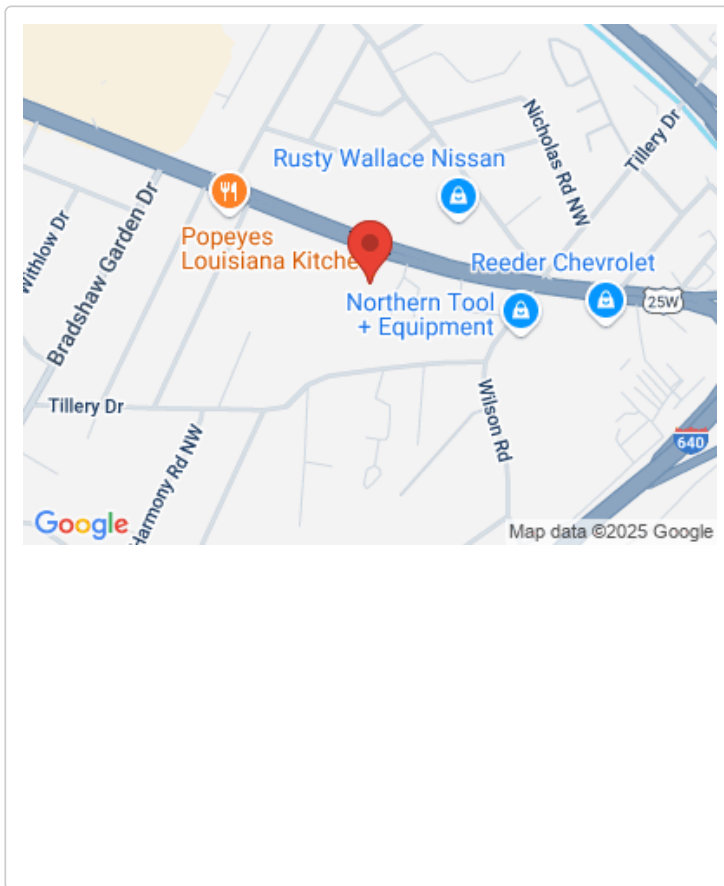 Nicholas Rd NW
Tillery Dr
Rusty Wallace Nissan
Withlow Dr
Bradshaw Garden Dr
Popeyes
Louisiana Kitche
Reeder Chevrolet
Northern Tool
+ Equipment
25W
Tillery Dr
Wilson Rd
640
Harmony Rd NW
Google
Map data ©2025 Google